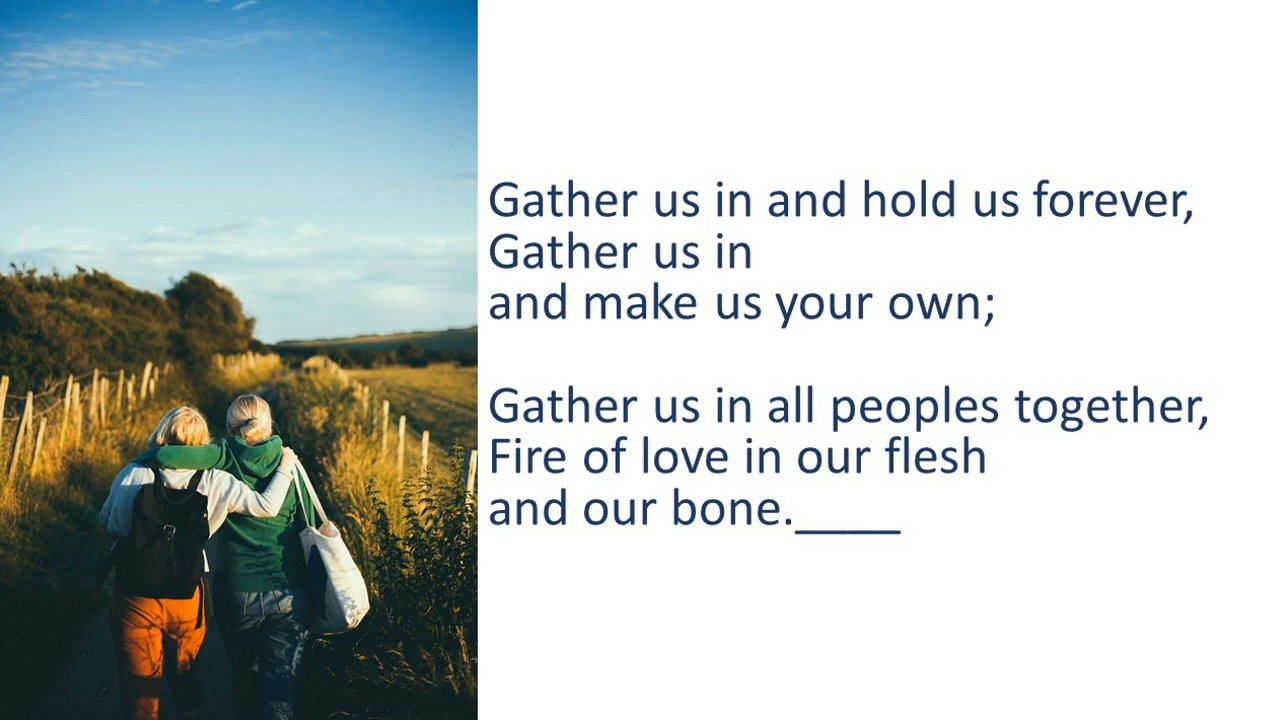 Gather us in and hold us forever,
Gather us in
and make us your own;
Gather us in all peoples together,
Fire of love in our flesh
and our bone.____